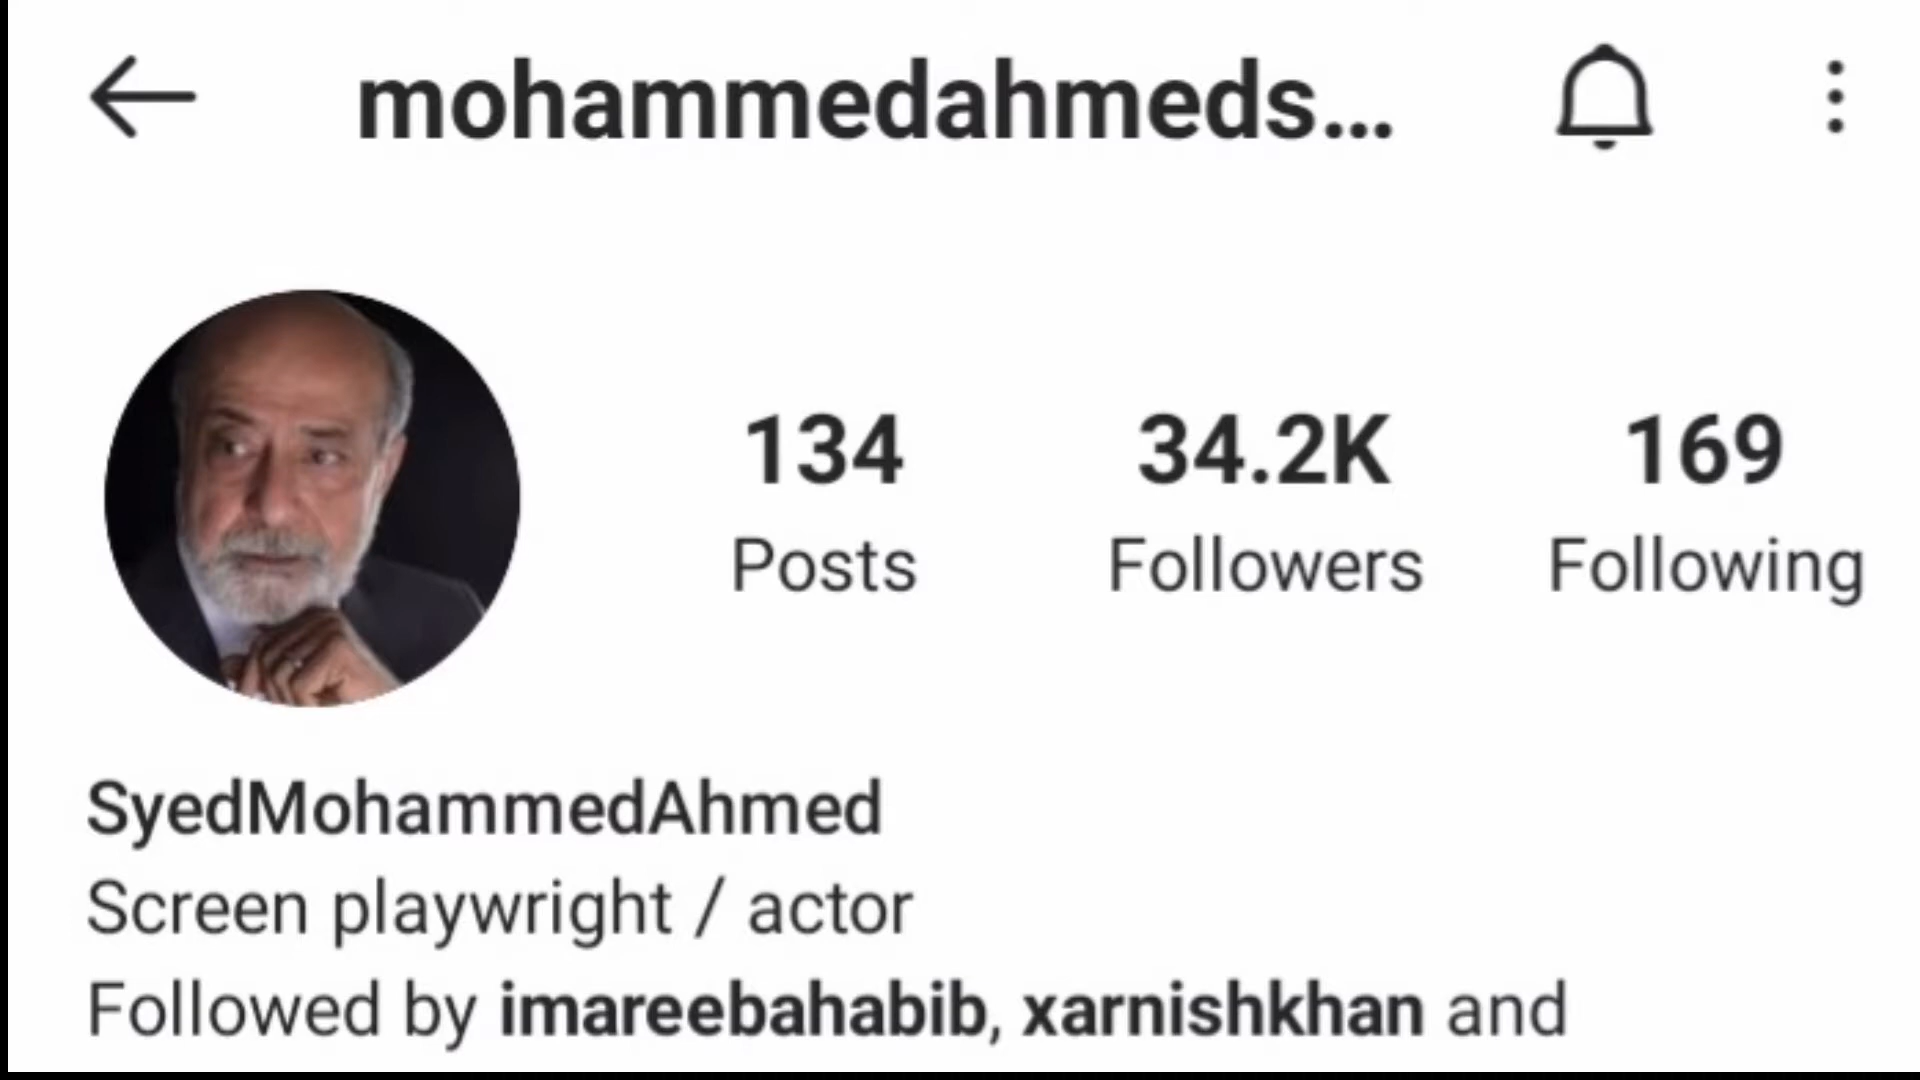 mohammedahmeds...
134 34.2K 169
Posts Followers Following
SyedMohammedAhmed
Screen playwright / actor
Followed by imareebahabib, xarnishkhan and